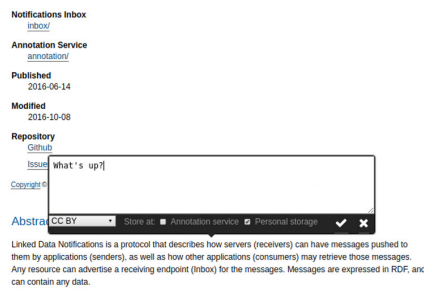 Notifications Inbox
inbox/
Annotation Service
annotation/
Published
2016-06-14
Modified
2016-10-08
Repository
Github
Issue
What's up?
Copyright ©
CC BY Store at: Annotation service Personal storage
Abstrac
Linked Data Notifications is a protocol that describes how servers (receivers) can have messages pushed to
them by applications (senders), as well as how other applications (consumers) may retrieve those messages.
Any resource can advertise a receiving endpoint (Inbox) for the messages. Messages are expressed in RDF, and
can contain any data.